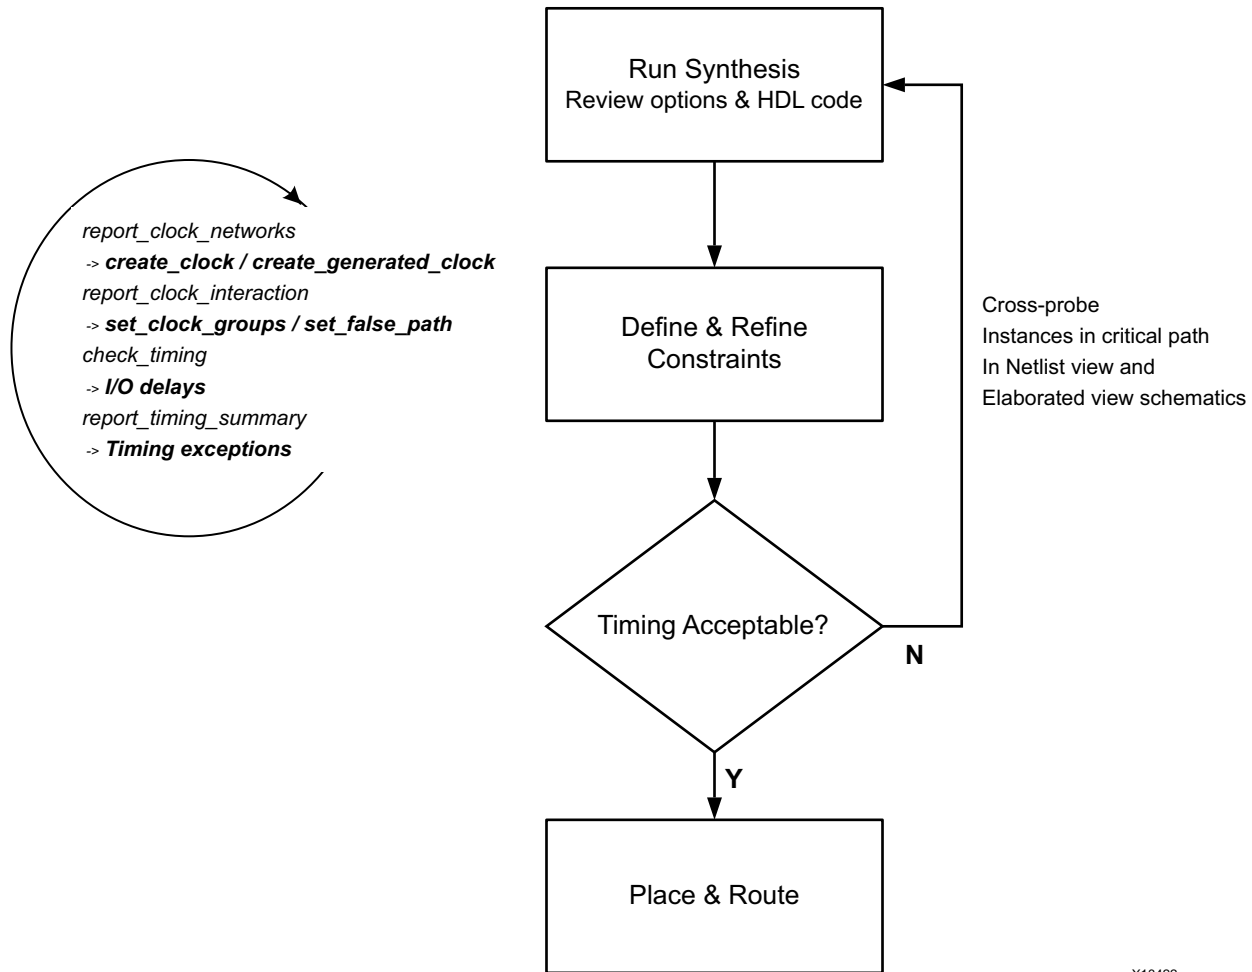 Run Synthesis
Review options & HDL code
report_clock_networks
-> create_clock / create_generated_clock
report_clock_interaction
-> set_clock_groups / set_false_path
check_timing
-> I/O delays
report_timing_summary
-> Timing exceptions
Define & Refine
Constraints
Cross-probe
Instances in critical path
In Netlist view and
Elaborated view schematics
Timing Acceptable?
N
Y
Place & Route